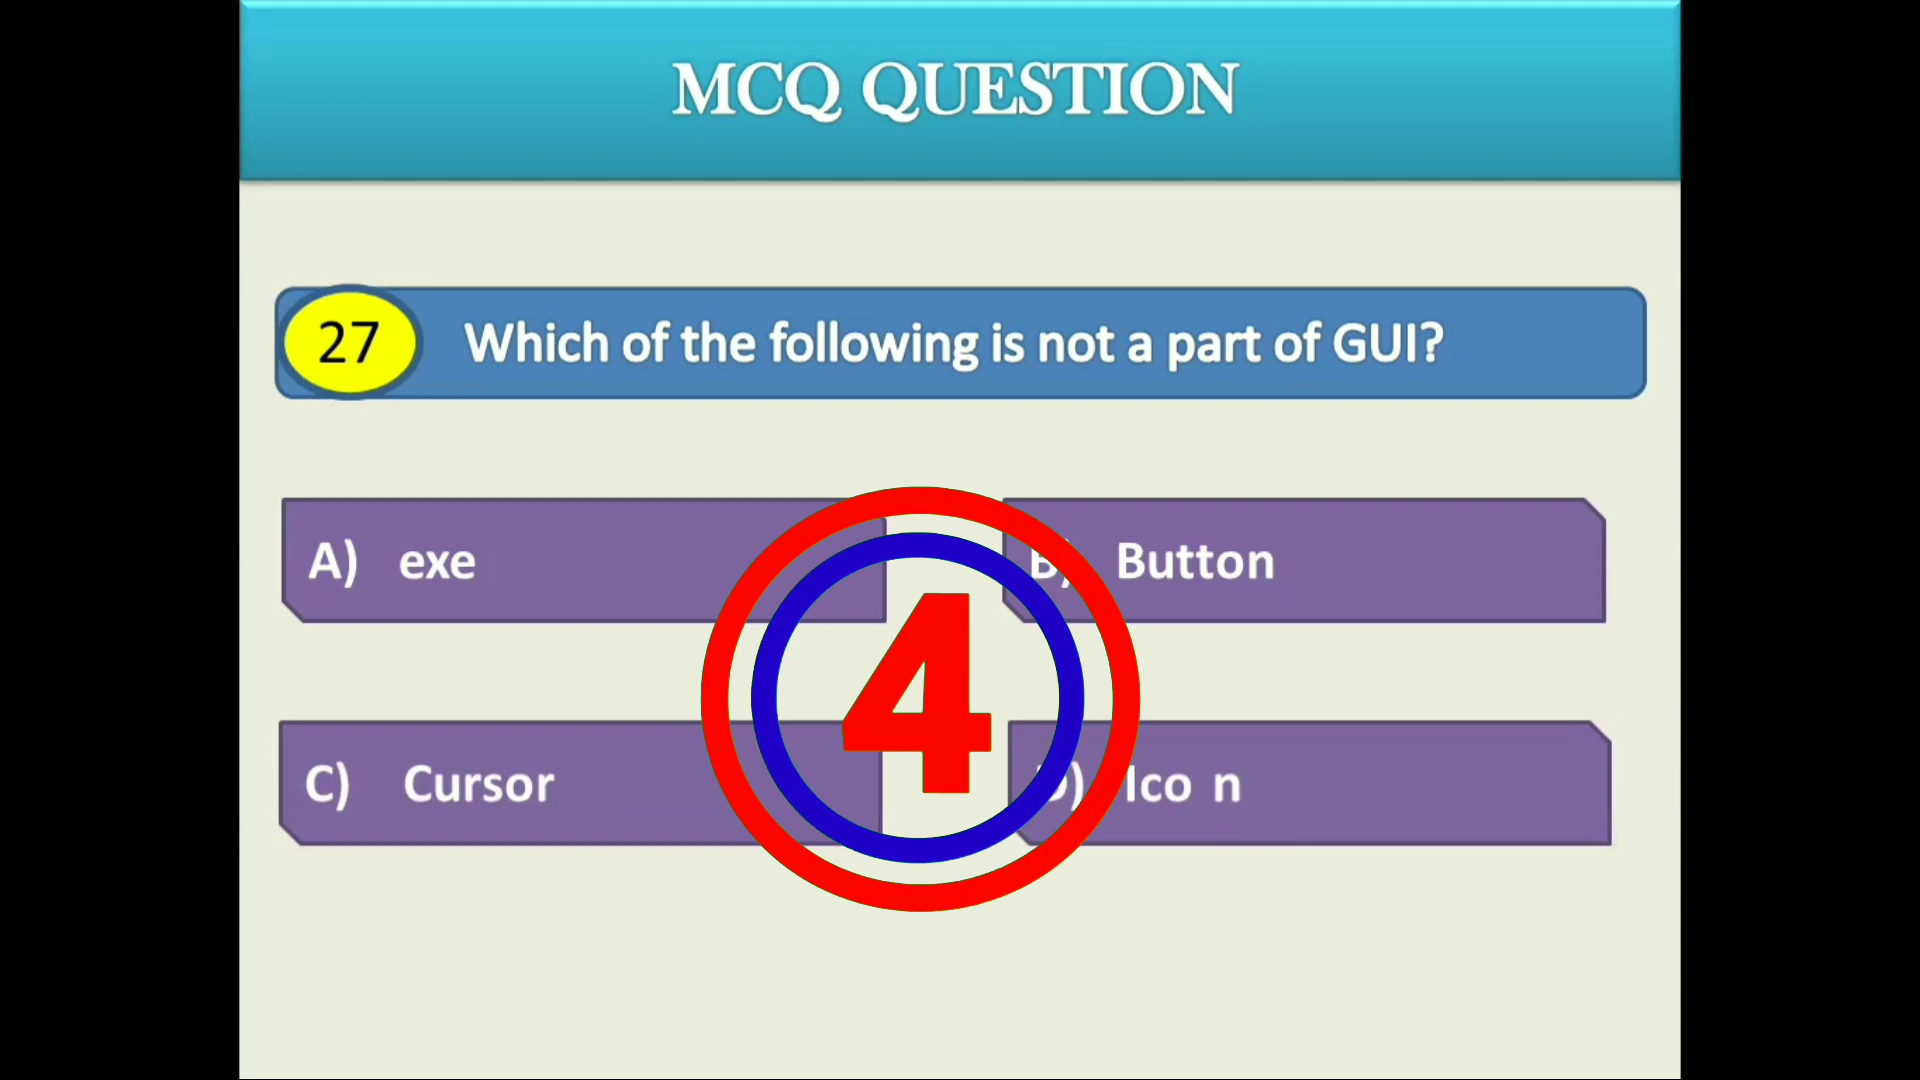 MCQ QUESTION
27 Which of the following is not a part of GUI?
A) exe
B) Button
C) Cursor
D) Ico n
4